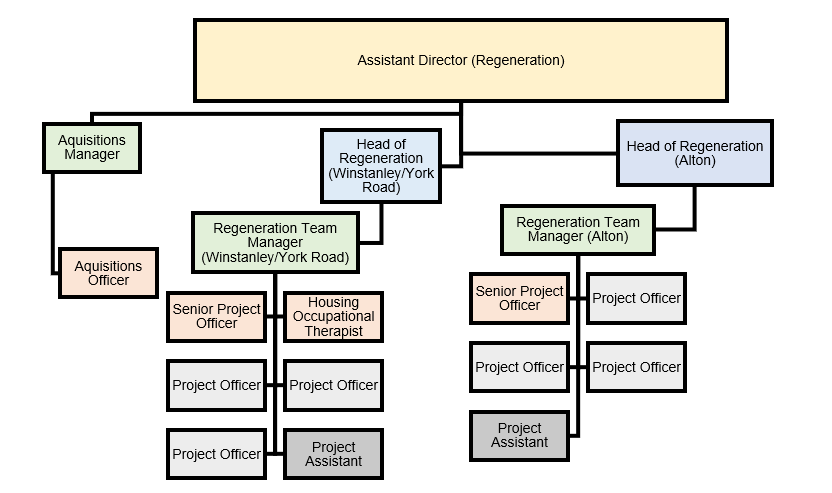 Assistant Director (Regeneration)
Aquisitions
Manager
Head of
Regeneration
(Winstanley/York
Road)
Head of Regeneration
(Alton)
Regeneration Team
Manager
(Winstanley/York Road)
Regeneration Team
Manager (Alton)
Aquisitions
Officer
Senior Project
Officer
Housing
Occupational
Therapist
Senior Project
Officer
Project Officer
Project Officer
Project Officer
Project Officer
Project Officer
Project Officer
Project
Assistant
Project
Assistant